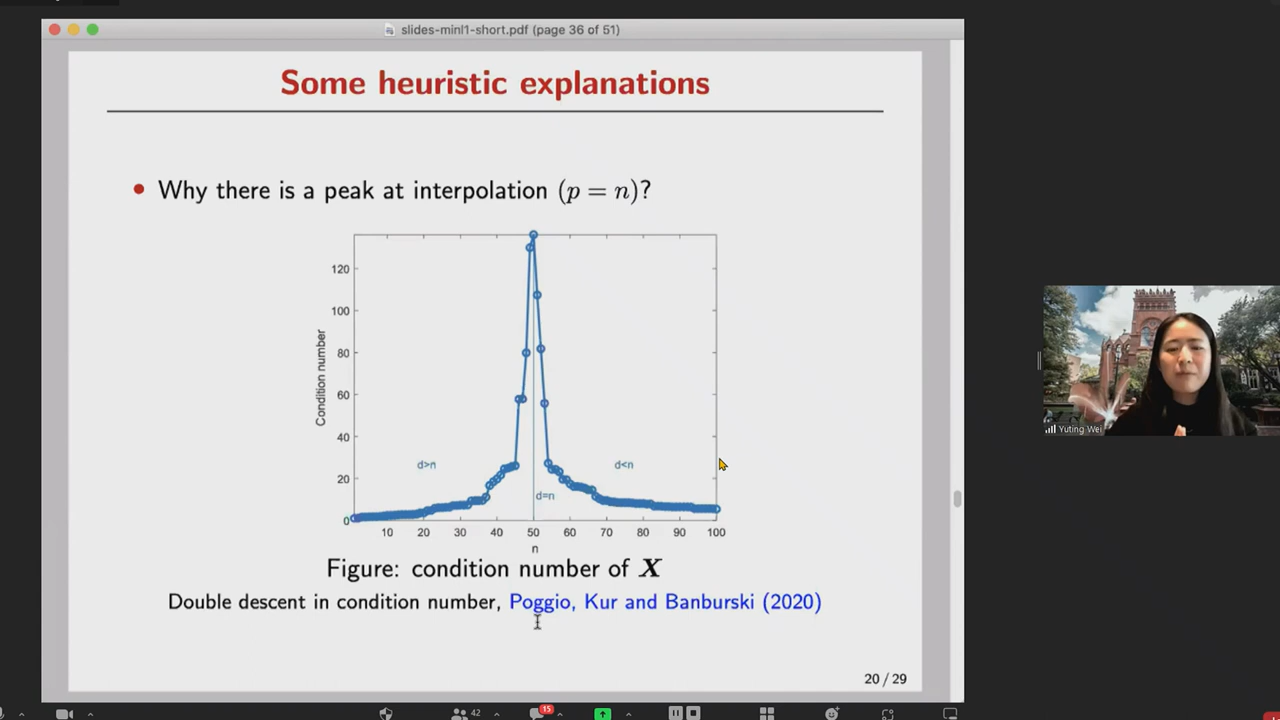 slides-minl1-short.pdf (page 36 of 51)
Some heuristic explanations
• Why there is a peak at interpolation (p = n)?
Condition number
120
100
80
60
40
20
0
d>n
d<n
d=n
10 20 30 40 50 60 70 80 90 100
n
Figure: condition number of X
Double descent in condition number, Poggio, Kur and Banburski (2020)
20 / 29
Yuting Wei
42
15